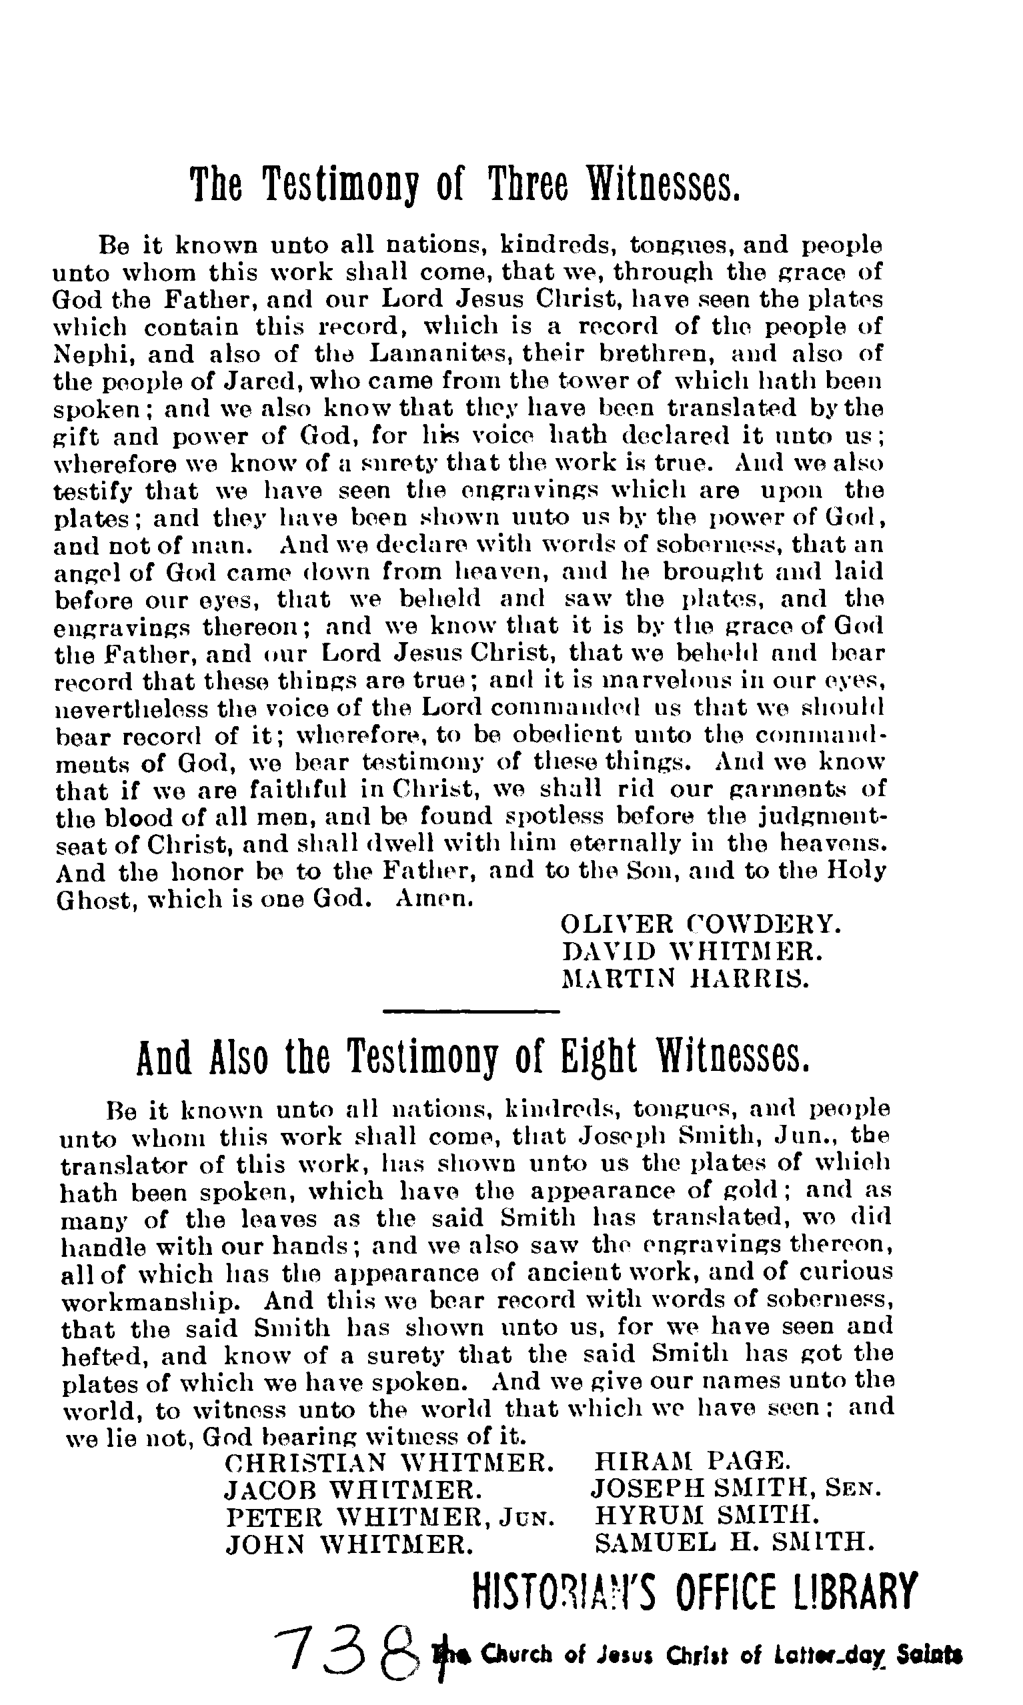 The Testimony of Three Witnesses.
Be it known unto all nations, kindreds, tongues, and people
unto whom this work shall come, that we, through the grace of
God the Father, and our Lord Jesus Christ, have seen the plates
which contain this record, which is a record of the people of
Nephi, and also of the Lamanites, their brethren, and also of
the people of Jared, who came from the tower of which hath been
spoken; and we also know that they have been translated by the
gift and power of God, for his voice hath declared it unto us;
wherefore we know of a surety that the work is true. And we also
testify that we have seen the engravings which are upon the
plates; and they have been shown uuto us by the power of God,
and not of man. And we declare with words of soberness, that an
angel of God came down from heaven, and he brought and laid
before our eyes, that we beheld and saw the plates, and the
engravings thereon; and we know that it is by the grace of God
the Father, and our Lord Jesus Christ, that we beheld and bear
record that these things are true; and it is marvelous in our eyes,
nevertheless the voice of the Lord commanded us that we should
bear record of it; wherefore, to be obedient unto the command-
ments of God, we bear testimony of these things. And we know
that if we are faithful in Christ, we shall rid our garments of
the blood of all men, and be found spotless before the judgment-
seat of Christ, and shall dwell with him eternally in the heavens.
And the honor be to the Father, and to the Son, and to the Holy
Ghost, which is one God. Amen.
OLIVER COWDERY.
DAVID WHITMER.
MARTIN HARRIS.
And Also the Testimony of Eight Witnesses.
Be it known unto all nations, kindreds, tongues, and people
unto whom this work shall come, that Joseph Smith, Jun., the
translator of this work, has shown unto us the plates of which
hath been spoken, which have the appearance of gold; and as
many of the leaves as the said Smith has translated, we did
handle with our hands; and we also saw the engravings thereon,
all of which has the appearance of ancient work, and of curious
workmanship. And this we bear record with words of soberness,
that the said Smith has shown unto us, for we have seen and
hefted, and know of a surety that the said Smith has got the
plates of which we have spoken. And we give our names unto the
world, to witness unto the world that which we have seen; and
we lie not, God bearing witness of it.
CHRISTIAN WHITMER. HIRAM PAGE.
JACOB WHITMER. JOSEPH SMITH, SEN.
PETER WHITMER, JUN. HYRUM SMITH.
JOHN WHITMER. SAMUEL H. SMITH.
HISTORIAN'S OFFICE LIBRARY
738
The Church of Jesus Christ of Latter-day Saints